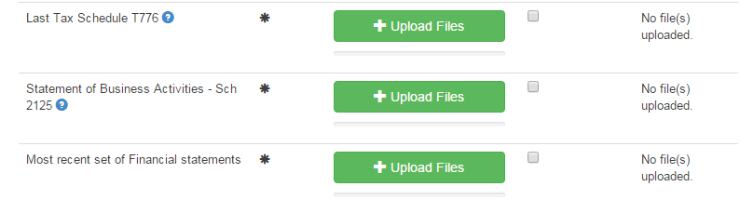 Last Tax Schedule T776 ? * + Upload Files No file(s)
uploaded.
Statement of Business Activities - Sch * + Upload Files No file(s)
2125 ? uploaded.
Most recent set of Financial statements * + Upload Files No file(s)
uploaded.